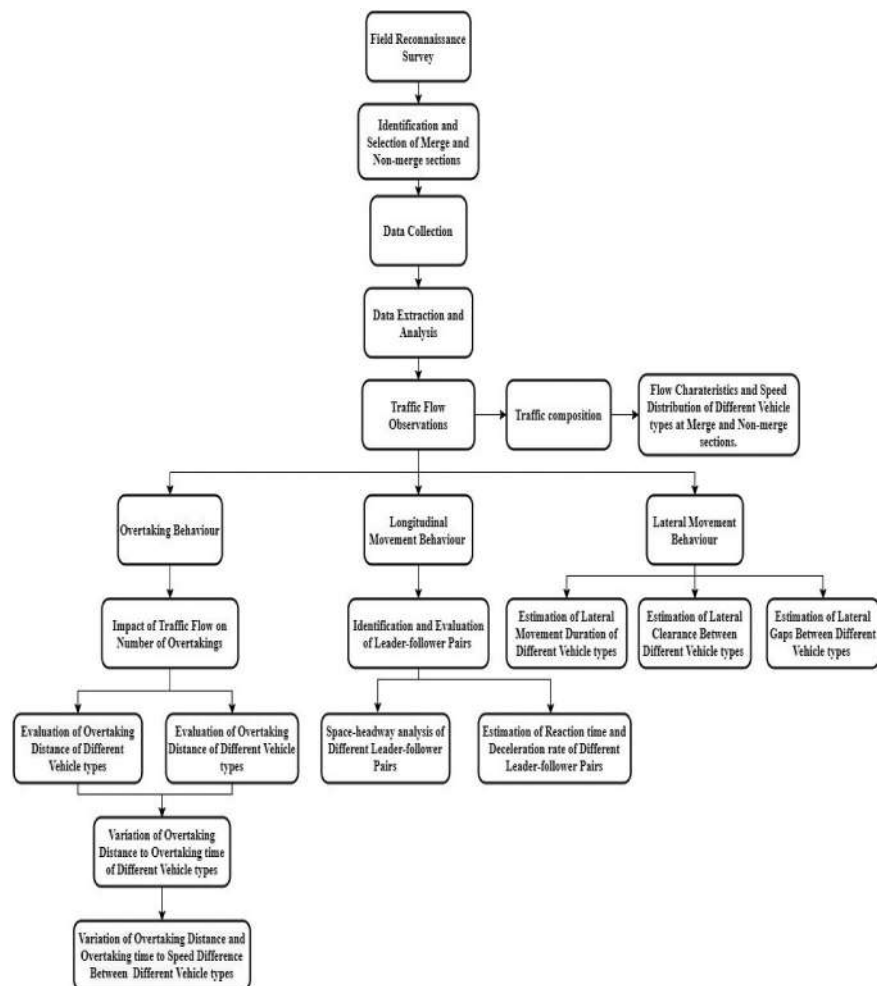 Field Reconnaissance
Survey
Identification and
Selection of Merge and
Non-merge sections
Data Collection
Data Extraction and
Analysis
Traffic Flow
Observations
Traffic composition
Flow Charateristics and Speed
Distribution of Different Vehicle
types at Merge and Non-merge
sections.
Overtaking Behaviour
Longitudinal
Movement Behaviour
Lateral Movement
Behaviour
Impact of Traffic Flow on
Number of Overtakings
Identification and Evaluation
of Leader-follower Pairs
Estimation of Lateral
Movement Duration of
Different Vehicle types
Estimation of Lateral
Clearance Between
Different Vehicle types
Estimation of Lateral
Gaps Between Different
Vehicle types
Evaluation of Overtaking
Distance of Different
Vehicle types
Evaluation of Overtaking
Distance of Different Vehicle
types
Space-headway analysis of
Different Leader-follower
Pairs
Estimation of Reaction time and
Deceleration rate of Different
Leader-follower Pairs
Variation of Overtaking
Distance to Overtaking time
of Different Vehicle types
Variation of Overtaking Distance and
Overtaking time to Speed Difference
Between Different Vehicle types